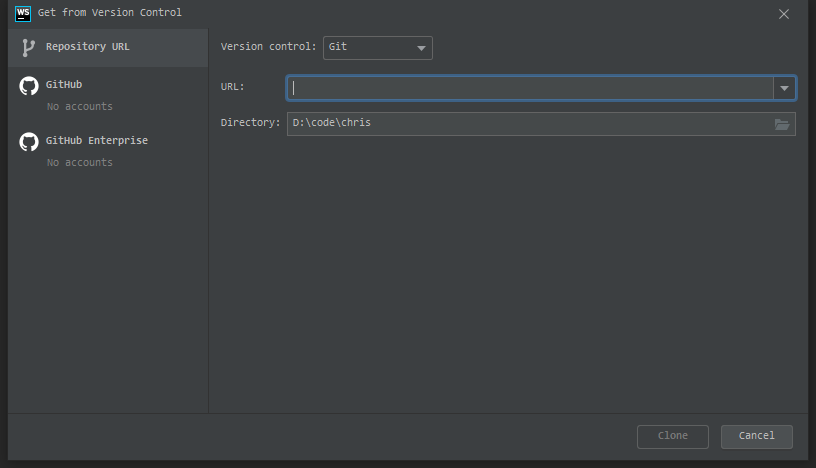 WS Get from Version Control
Repository URL
GitHub
No accounts
GitHub Enterprise
No accounts
Version control: Git
URL:
Directory: D:\code\chris
Clone Cancel